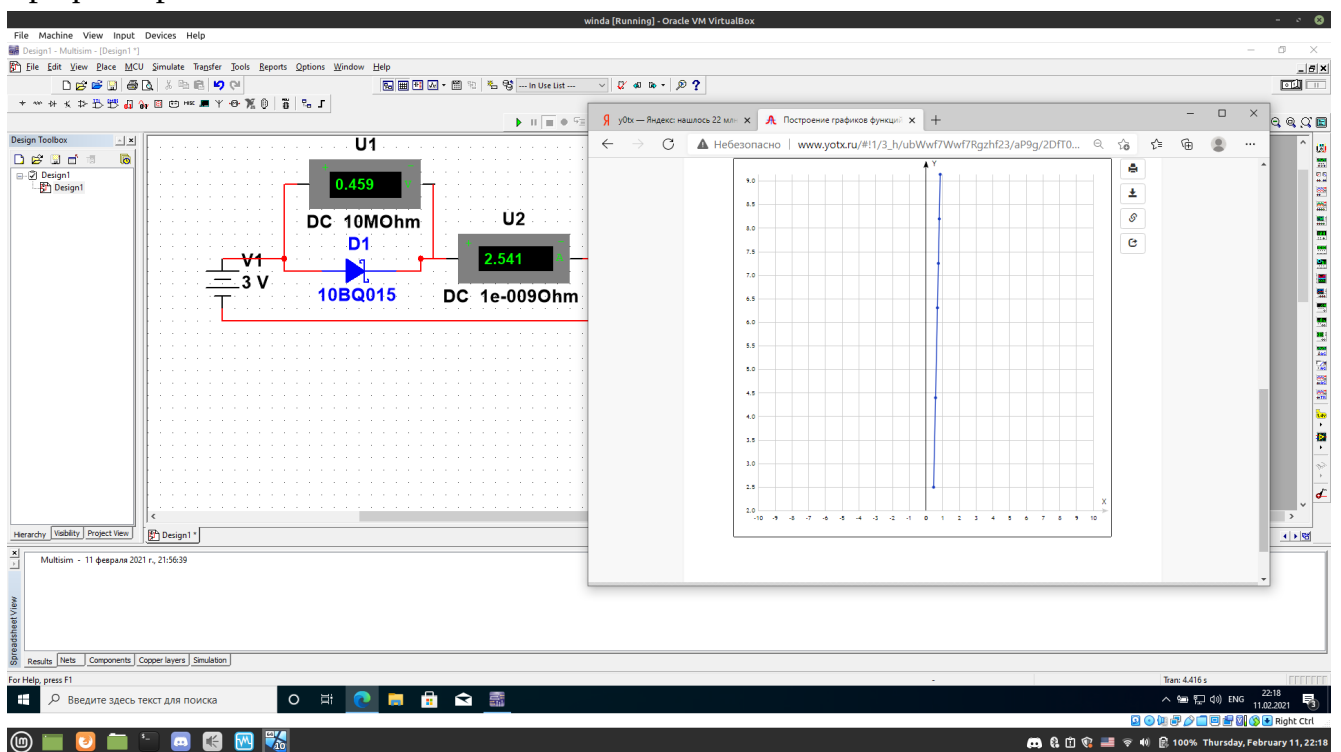 winda [Running] - Oracle VM VirtualBox
File Machine View Input Devices Help
Design1 - Multisim - [Design1 *]
File Edit View Place MCU Simulate Transfer Tools Reports Options Window Help
--- In Use List ---
y0tx — Яндекс: нашлось 22 млн
Построение графиков функций
Небезопасно | www.yotx.ru/#!1/3_h/ubWwf7Wwf7Rgzhf23/aP9g/2DfT0...
Design Toolbox
Design1
Design1
U1
0.459
DC 10MOhm
D1
10BQ015
V1
3 V
U2
2.541
DC 1e-009Ohm
Y
9.0
8.5
8.0
7.5
7.0
6.5
6.0
5.5
5.0
4.5
4.0
3.5
3.0
2.5
2.0
X
-10 -9 -8 -7 -6 -5 -4 -3 -2 -1 0 1 2 3 4 5 6 7 8 9 10
Hierarchy Visibility Project View
Design1 *
Multisim - 11 февраля 2021 г., 21:56:39
Spreadsheet View
Results Nets Components Copper layers Simulation
For Help, press F1
-
Tran: 4.416 s
Введите здесь текст для поиска
ENG
22:18
11.02.2021
Right Ctrl
100% Thursday, February 11, 22:18